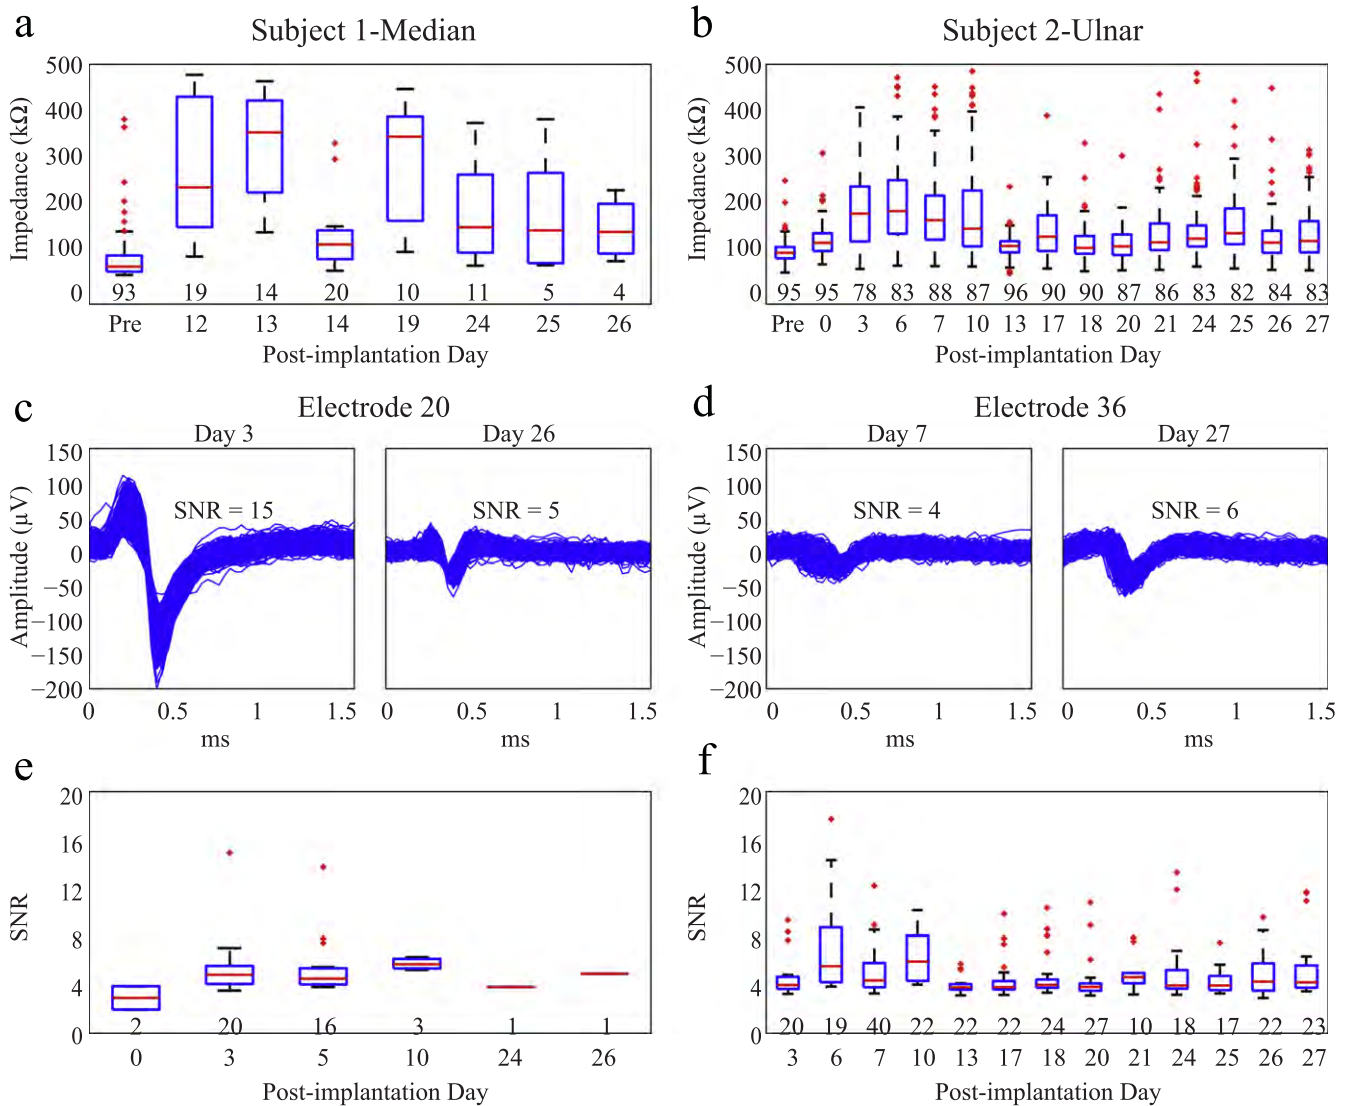 a
Subject 1-Median
Impedance (kΩ)
500
400
300
200
100
0
93 19 14 20 10 11 5 4
Pre 12 13 14 19 24 25 26
Post-implantation Day
b
Subject 2-Ulnar
Impedance (kΩ)
500
400
300
200
100
0
95 95 78 83 88 87 96 90 90 87 86 83 82 84 83
Pre 0 3 6 7 10 13 17 18 20 21 24 25 26 27
Post-implantation Day
c
Electrode 20
Day 3
Day 26
Amplitude (µV)
150
100
50
0
−50
−100
−150
−200
SNR = 15
SNR = 5
0 0.5 1 1.5
0 0.5 1 1.5
ms
ms
d
Electrode 36
Day 7
Day 27
Amplitude (µV)
150
100
50
0
−50
−100
−150
−200
SNR = 4
SNR = 6
0 0.5 1 1.5
0 0.5 1 1.5
ms
ms
e
SNR
20
16
12
8
4
0
2 20 16 3 1 1
0 3 5 10 24 26
Post-implantation Day
f
SNR
20
16
12
8
4
0
20 19 40 22 22 22 24 27 10 18 17 22 23
3 6 7 10 13 17 18 20 21 24 25 26 27
Post-implantation Day